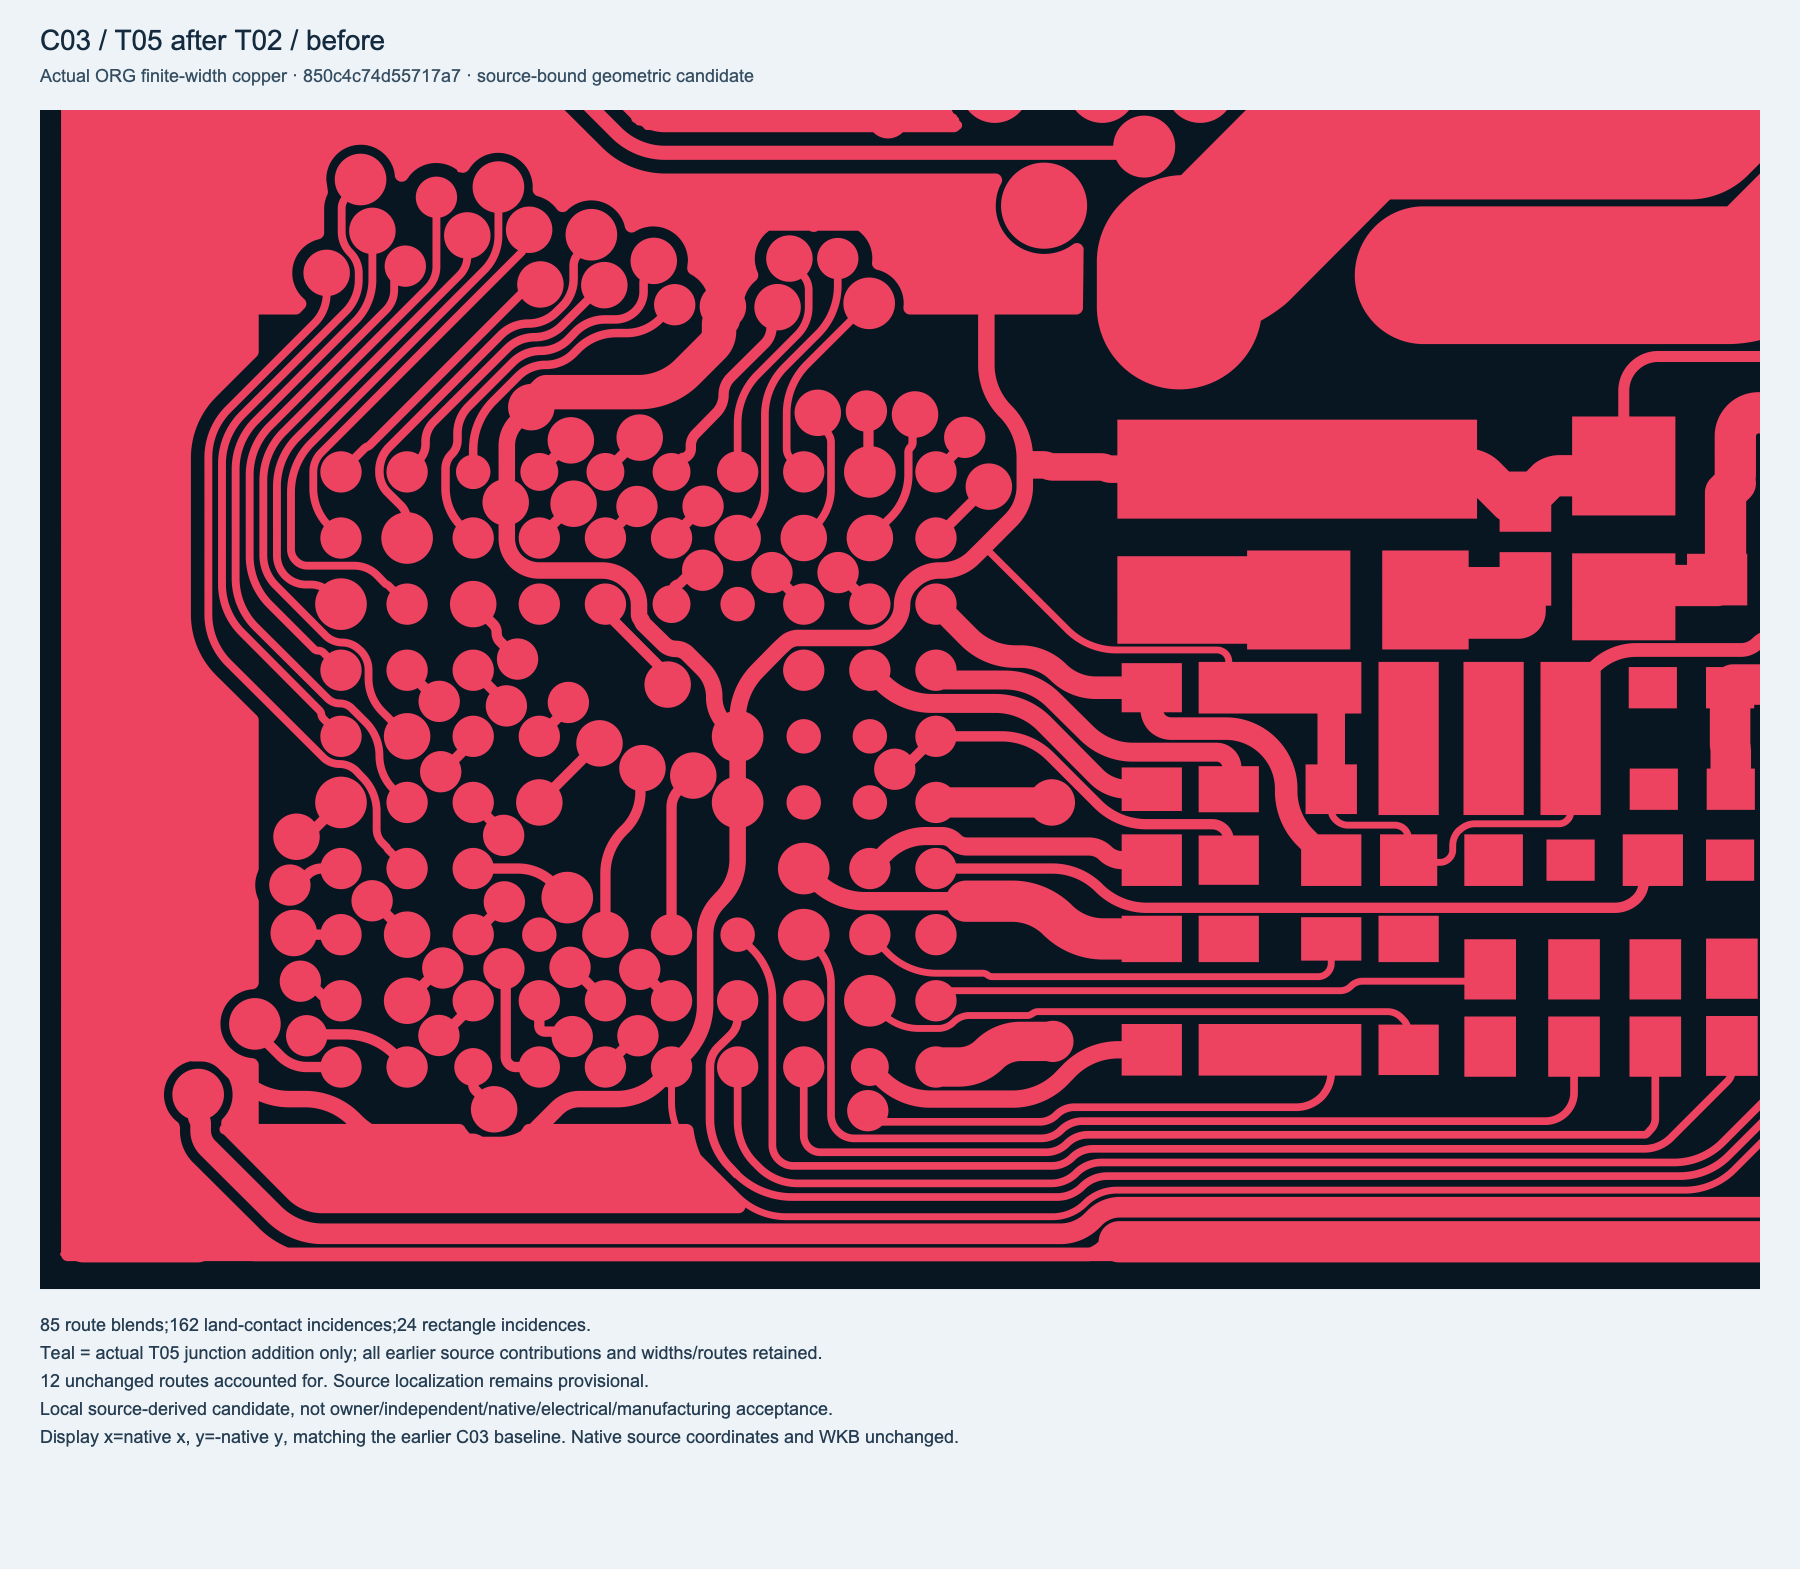 C03 / T05 after T02 / before
Actual ORG finite-width copper · 850c4c74d55717a7 · source-bound geometric candidate
85 route blends;162 land-contact incidences;24 rectangle incidences.
Teal = actual T05 junction addition only; all earlier source contributions and widths/routes retained.
12 unchanged routes accounted for. Source localization remains provisional.
Local source-derived candidate, not owner/independent/native/electrical/manufacturing acceptance.
Display x=native x, y=-native y, matching the earlier C03 baseline. Native source coordinates and WKB unchanged.